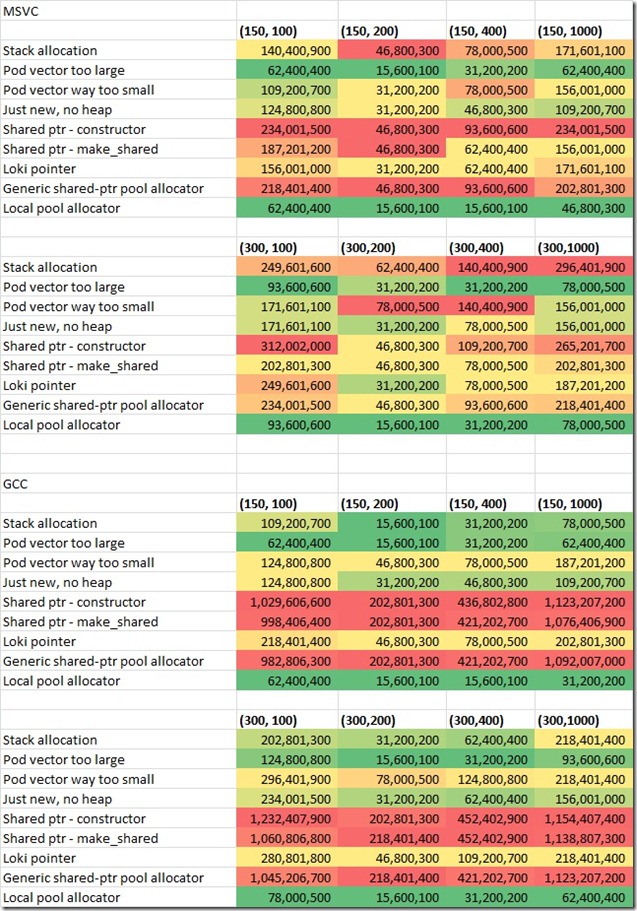 MSVC
(150, 100) (150, 200) (150, 400) (150, 1000)
Stack allocation 140,400,900 46,800,300 78,000,500 171,601,100
Pod vector too large 62,400,400 15,600,100 31,200,200 62,400,400
Pod vector way too small 109,200,700 31,200,200 78,000,500 156,001,000
Just new, no heap 124,800,800 31,200,200 46,800,300 109,200,700
Shared ptr - constructor 234,001,500 46,800,300 93,600,600 234,001,500
Shared ptr - make_shared 187,201,200 46,800,300 62,400,400 156,001,000
Loki pointer 156,001,000 31,200,200 62,400,400 171,601,100
Generic shared-ptr pool allocator 218,401,400 46,800,300 93,600,600 202,801,300
Local pool allocator 62,400,400 15,600,100 15,600,100 46,800,300
(300, 100) (300,200) (300,400) (300,1000)
Stack allocation 249,601,600 62,400,400 140,400,900 296,401,900
Pod vector too large 93,600,600 31,200,200 31,200,200 78,000,500
Pod vector way too small 171,601,100 78,000,500 140,400,900 156,001,000
Just new, no heap 171,601,100 31,200,200 78,000,500 156,001,000
Shared ptr - constructor 312,002,000 46,800,300 109,200,700 265,201,700
Shared ptr - make_shared 202,801,300 46,800,300 78,000,500 202,801,300
Loki pointer 249,601,600 31,200,200 78,000,500 187,201,200
Generic shared-ptr pool allocator 234,001,500 46,800,300 93,600,600 218,401,400
Local pool allocator 93,600,600 15,600,100 31,200,200 78,000,500
GCC
(150, 100) (150, 200) (150, 400) (150, 1000)
Stack allocation 109,200,700 15,600,100 31,200,200 78,000,500
Pod vector too large 62,400,400 15,600,100 31,200,200 62,400,400
Pod vector way too small 124,800,800 46,800,300 78,000,500 187,201,200
Just new, no heap 124,800,800 31,200,200 46,800,300 109,200,700
Shared ptr - constructor 1,029,606,600 202,801,300 436,802,800 1,123,207,200
Shared ptr - make_shared 998,406,400 202,801,300 421,202,700 1,076,406,900
Loki pointer 218,401,400 46,800,300 78,000,500 202,801,300
Generic shared-ptr pool allocator 982,806,300 202,801,300 421,202,700 1,092,007,000
Local pool allocator 62,400,400 15,600,100 15,600,100 31,200,200
(300, 100) (300,200) (300,400) (300,1000)
Stack allocation 202,801,300 31,200,200 62,400,400 218,401,400
Pod vector too large 124,800,800 15,600,100 31,200,200 93,600,600
Pod vector way too small 296,401,900 78,000,500 124,800,800 218,401,400
Just new, no heap 234,001,500 31,200,200 62,400,400 156,001,000
Shared ptr - constructor 1,232,407,900 202,801,300 452,402,900 1,154,407,400
Shared ptr - make_shared 1,060,806,800 218,401,400 452,402,900 1,138,807,300
Loki pointer 280,801,800 46,800,300 109,200,700 218,401,400
Generic shared-ptr pool allocator 1,045,206,700 218,401,400 421,202,700 1,123,207,200
Local pool allocator 78,000,500 15,600,100 31,200,200 62,400,400